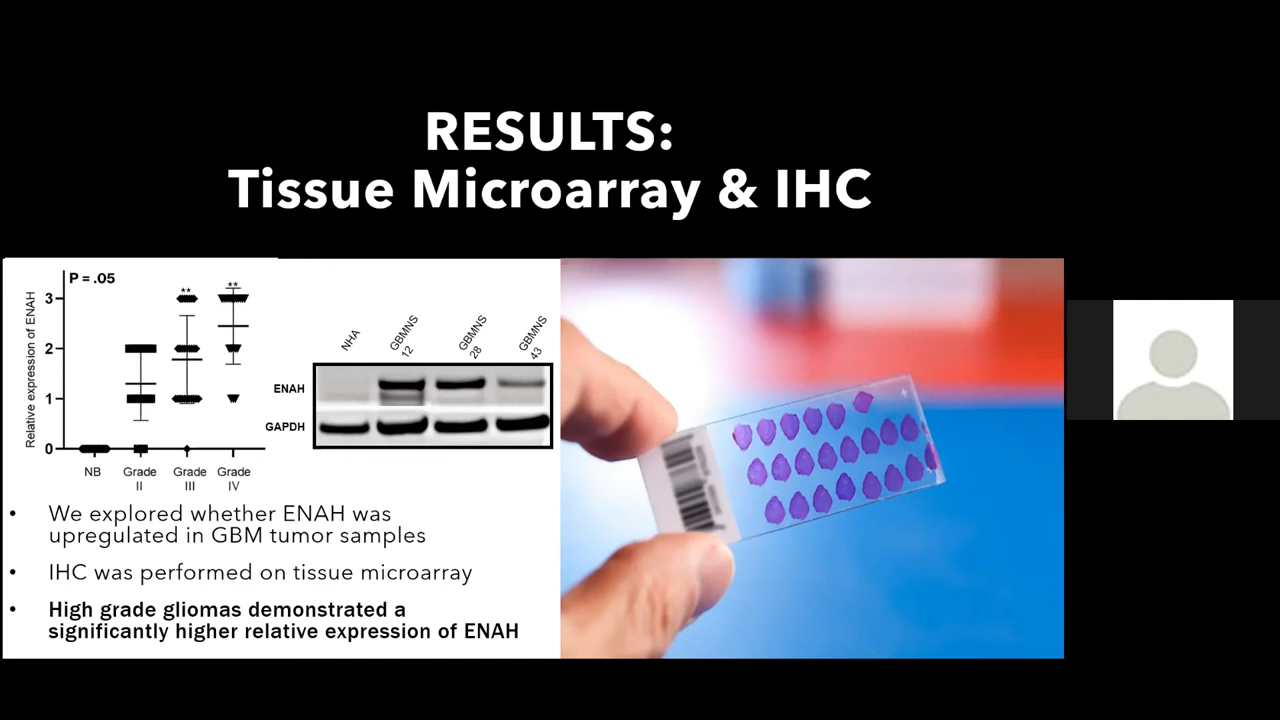 RESULTS:
Tissue Microarray & IHC
P = .05
Relative expression of ENAH
3
2
1
0
**
**
NB
Grade
II
Grade
III
Grade
IV
NHA
GBMNS
12
GBMNS
28
GBMNS
43
ENAH
GAPDH
• We explored whether ENAH was
upregulated in GBM tumor samples
• IHC was performed on tissue microarray
• High grade gliomas demonstrated a
significantly higher relative expression of ENAH